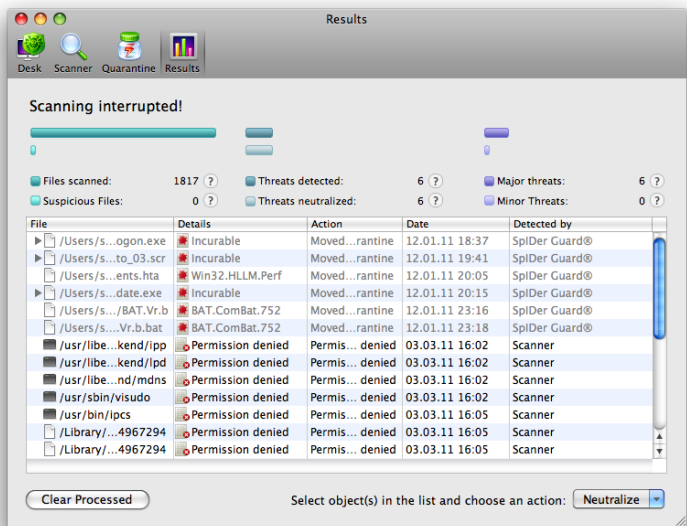 Results
Desk Scanner Quarantine Results
Scanning interrupted!
Files scanned: 1817 ? Threats detected: 6 ? Major threats: 6 ?
Suspicious Files: 0 ? Threats neutralized: 6 ? Minor Threats: 0 ?
File Details Action Date Detected by
/Users/s...ogon.exe Incurable Moved...rantine 12.01.11 18:37 SpIDer Guard®
/Users/s...to_03.scr Incurable Moved...rantine 12.01.11 19:41 SpIDer Guard®
/Users/s...ents.hta Win32.HLLM.Perf Moved...rantine 12.01.11 20:05 SpIDer Guard®
/Users/s...date.exe Incurable Moved...rantine 12.01.11 20:15 SpIDer Guard®
/Users/s.../BAT.Vr.b BAT.ComBat.752 Moved...rantine 12.01.11 23:16 SpIDer Guard®
/Users/s....Vr.b.bat BAT.ComBat.752 Moved...rantine 12.01.11 23:18 SpIDer Guard®
/usr/libe...kend/ipp Permission denied Permis... denied 03.03.11 16:02 Scanner
/usr/libe...kend/lpd Permission denied Permis... denied 03.03.11 16:02 Scanner
/usr/libe...nd/mdns Permission denied Permis... denied 03.03.11 16:02 Scanner
/usr/sbin/visudo Permission denied Permis... denied 03.03.11 16:02 Scanner
/usr/bin/ipcs Permission denied Permis... denied 03.03.11 16:05 Scanner
/Library/...4967294 Permission denied Permis... denied 03.03.11 16:05 Scanner
/Library/...4967294 Permission denied Permis... denied 03.03.11 16:05 Scanner
Clear Processed Select object(s) in the list and choose an action: Neutralize